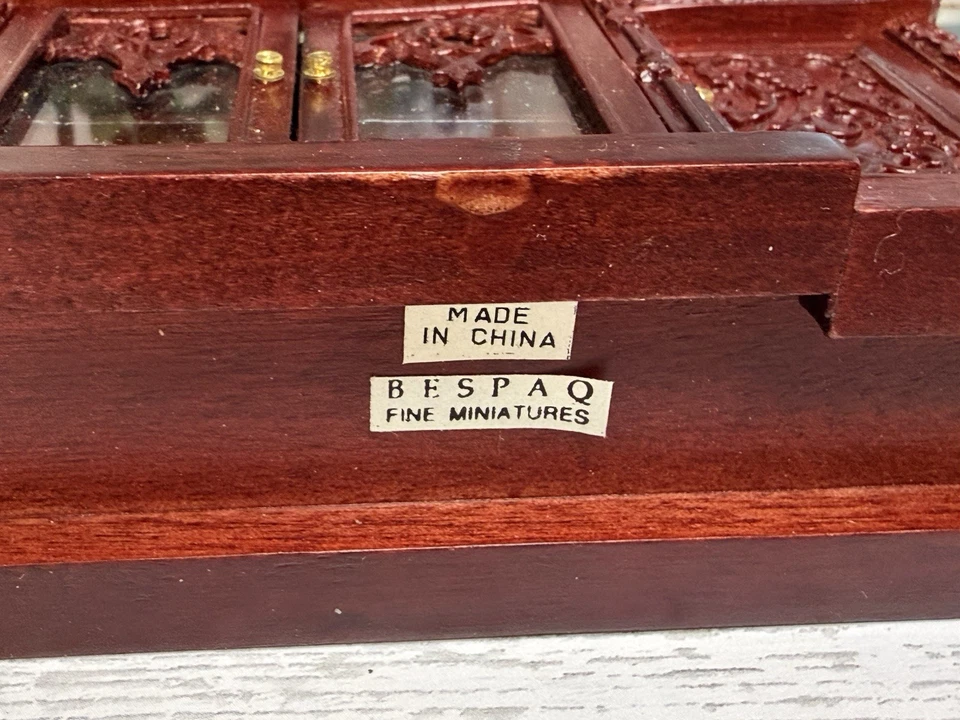 MADE
IN CHINA
BESPAQ
FINE MINIATURES